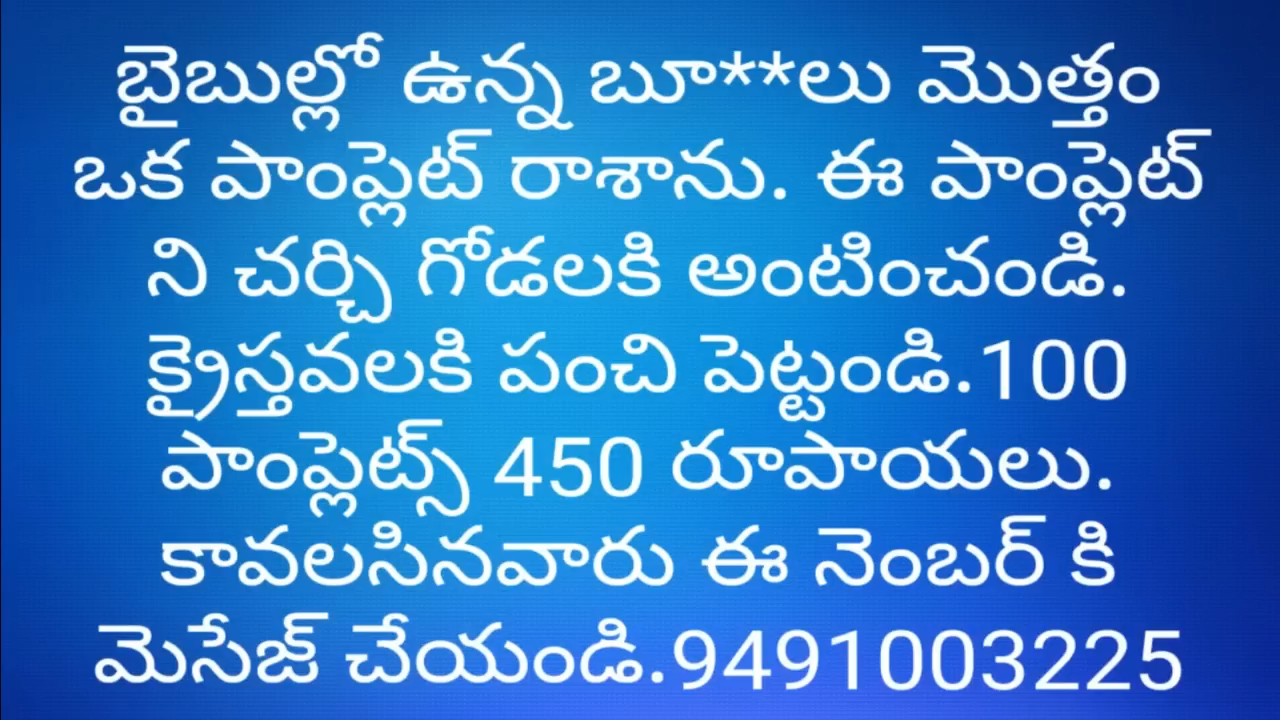 బైబుల్లో ఉన్న బూ**లు మొత్తం
ఒక పాంప్లెట్ రాశాను. ఈ పాంప్లెట్
ని చర్చి గోడలకి అంటించండి.
క్రైస్తవలకి పంచి పెట్టండి.100
పాంప్లెట్స్ 450 రూపాయలు.
కావలసినవారు ఈ నెంబర్ కి
మెసేజ్ చేయండి.9491003225